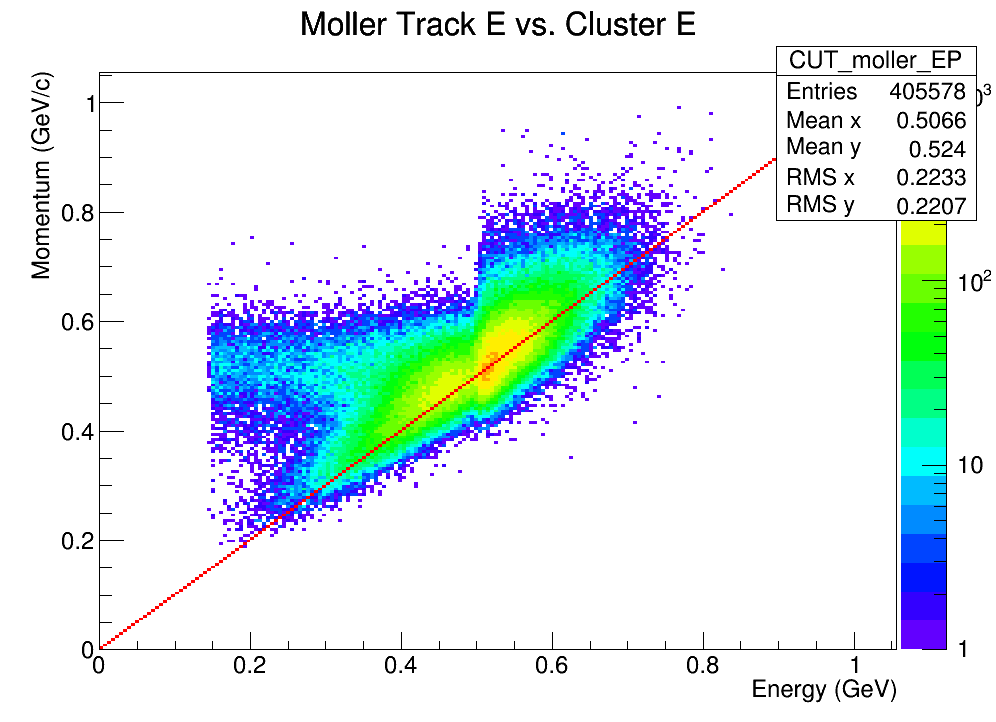 Moller Track E vs. Cluster E
CUT_moller_EP
Entries 405578
Mean x 0.5066
Mean y 0.524
RMS x 0.2233
RMS y 0.2207
Momentum (GeV/c)
1
0.8
0.6
0.4
0.2
0
0 0.2 0.4 0.6 0.8 1
Energy (GeV)
10²
10
1